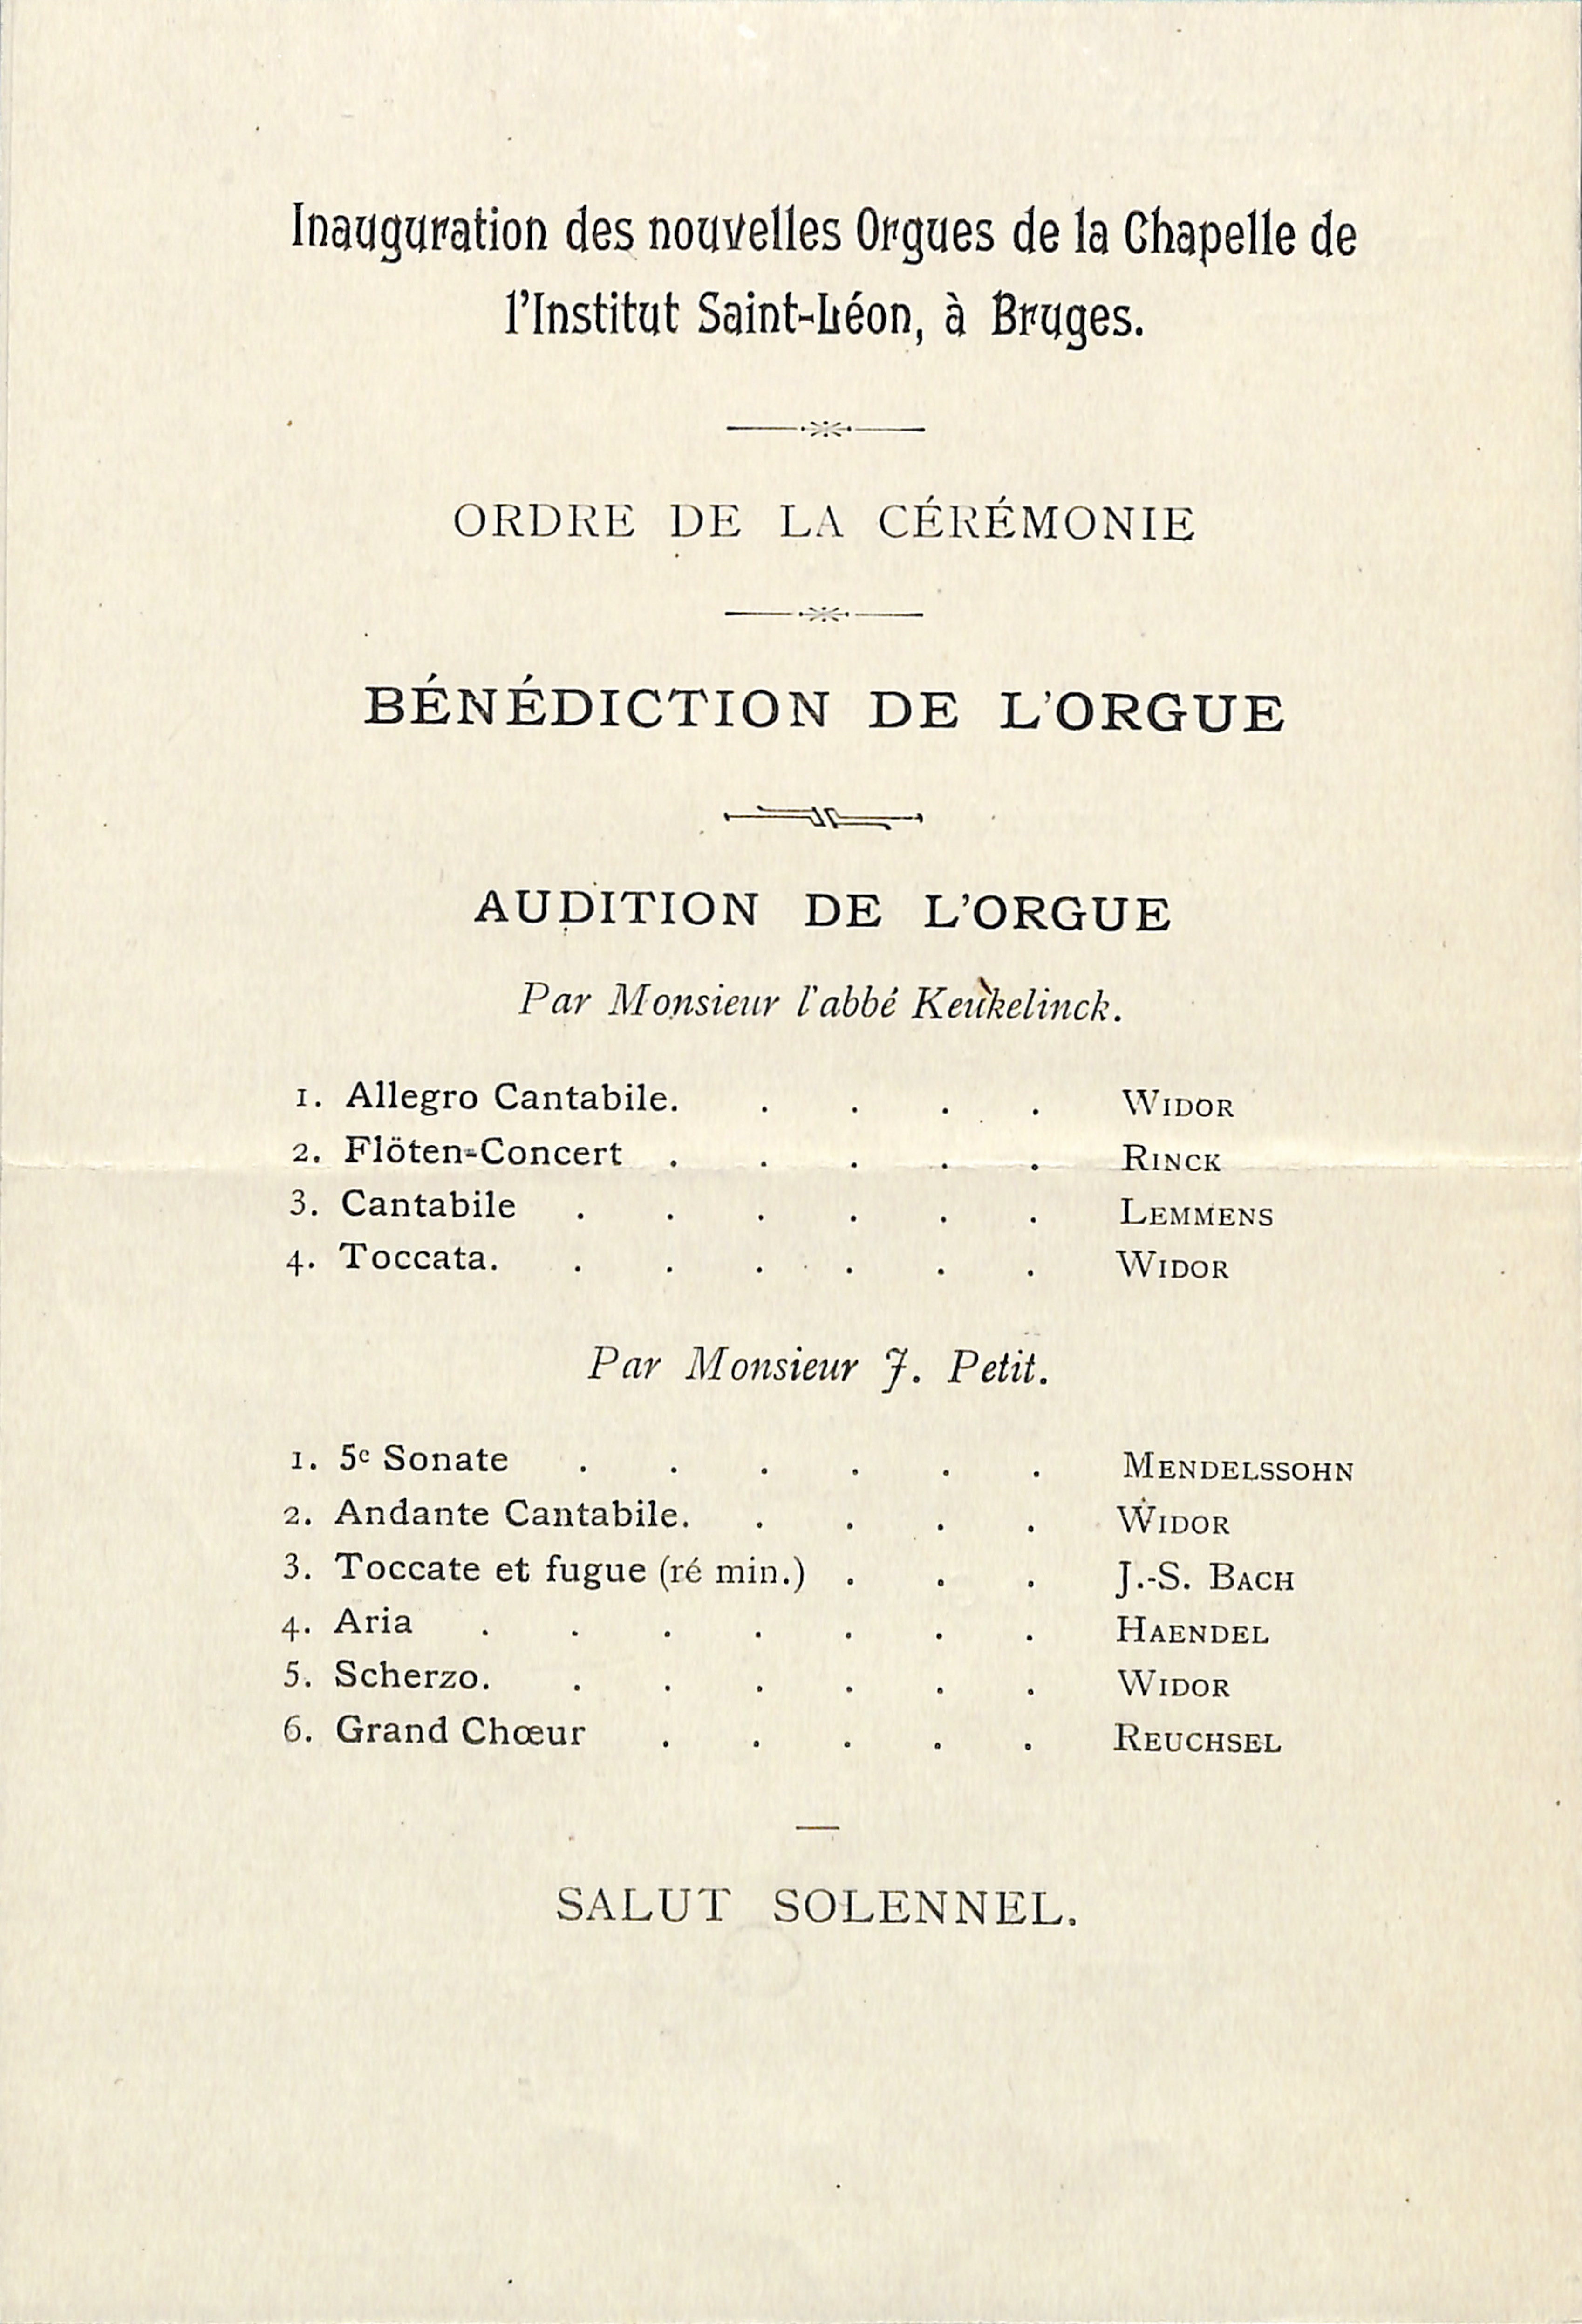 Inauguration des nouvelles Orgues de la Chapelle de
l'Institut Saint-Léon, à Bruges.
ORDRE DE LA CÉRÉMONIE
BÉNÉDICTION DE L'ORGUE
AUDITION DE L'ORGUE
Par Monsieur l'abbé Keukelinck.
1. Allegro Cantabile. . . . . WIDOR
2. Flöten-Concert . . . . . RINCK
3. Cantabile . . . . . . LEMMENS
4. Toccata. . . . . . . WIDOR
Par Monsieur J. Petit.
1. 5e Sonate . . . . . . MENDELSSOHN
2. Andante Cantabile. . . . . WIDOR
3. Toccate et fugue (ré min.) . . . J.-S. BACH
4. Aria . . . . . . . HAENDEL
5. Scherzo. . . . . . . WIDOR
6. Grand Chœur . . . . . REUCHSEL
SALUT SOLENNEL.